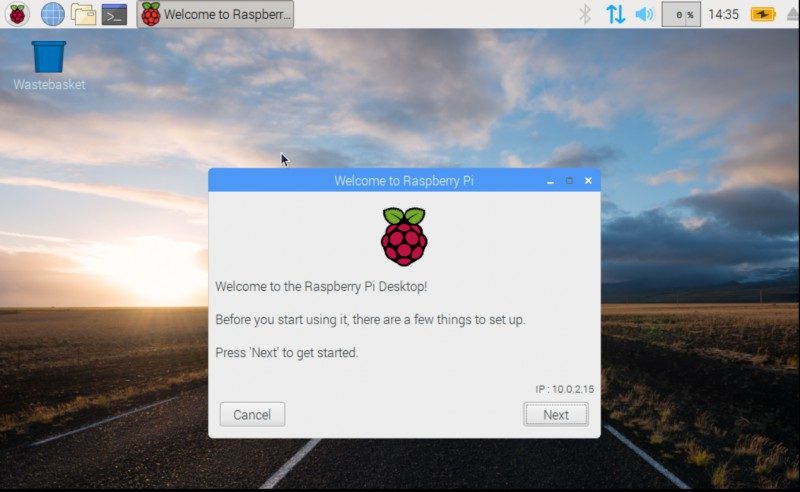 Welcome to Raspberr...
0 %
14:35
Wastebasket
Welcome to Raspberry Pi
Welcome to the Raspberry Pi Desktop!
Before you start using it, there are a few things to set up.
Press 'Next' to get started.
IP : 10.0.2.15
Cancel
Next